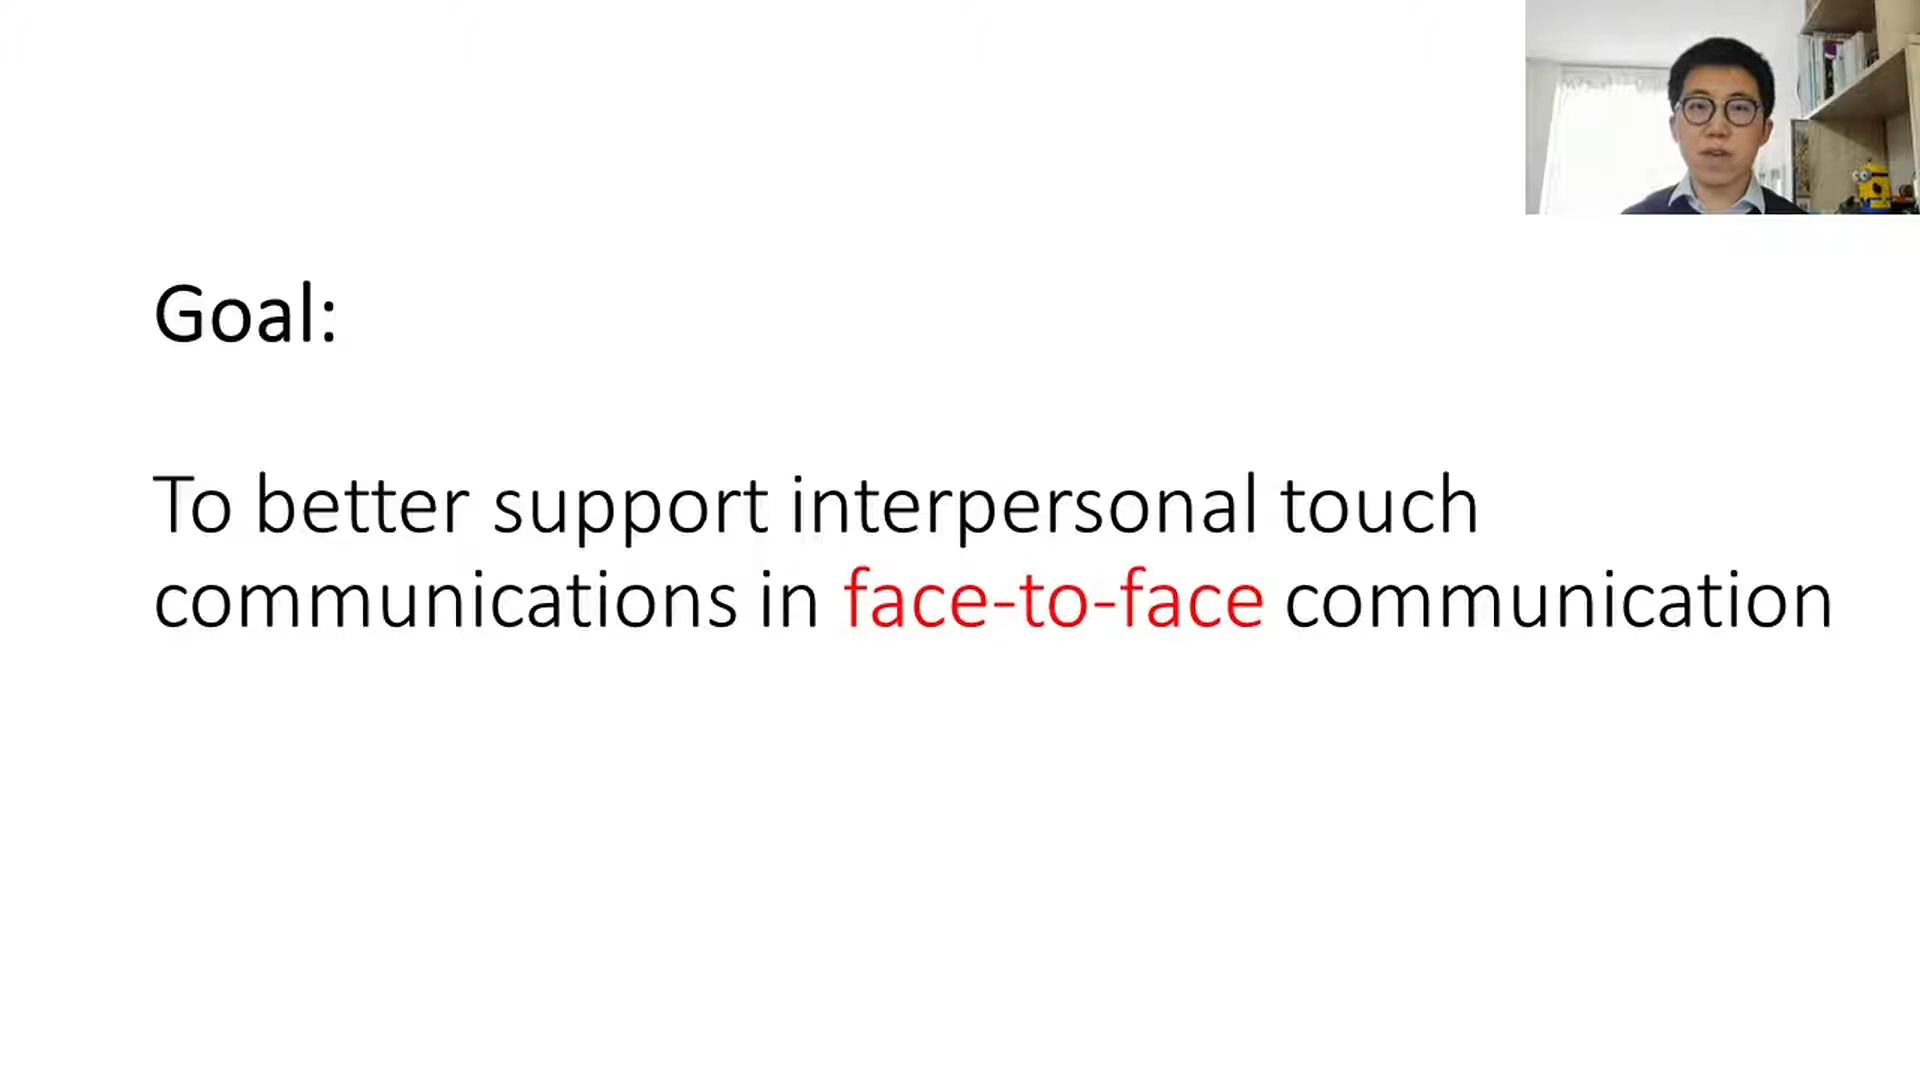 Goal:
To better support interpersonal touch
communications in face-to-face communication